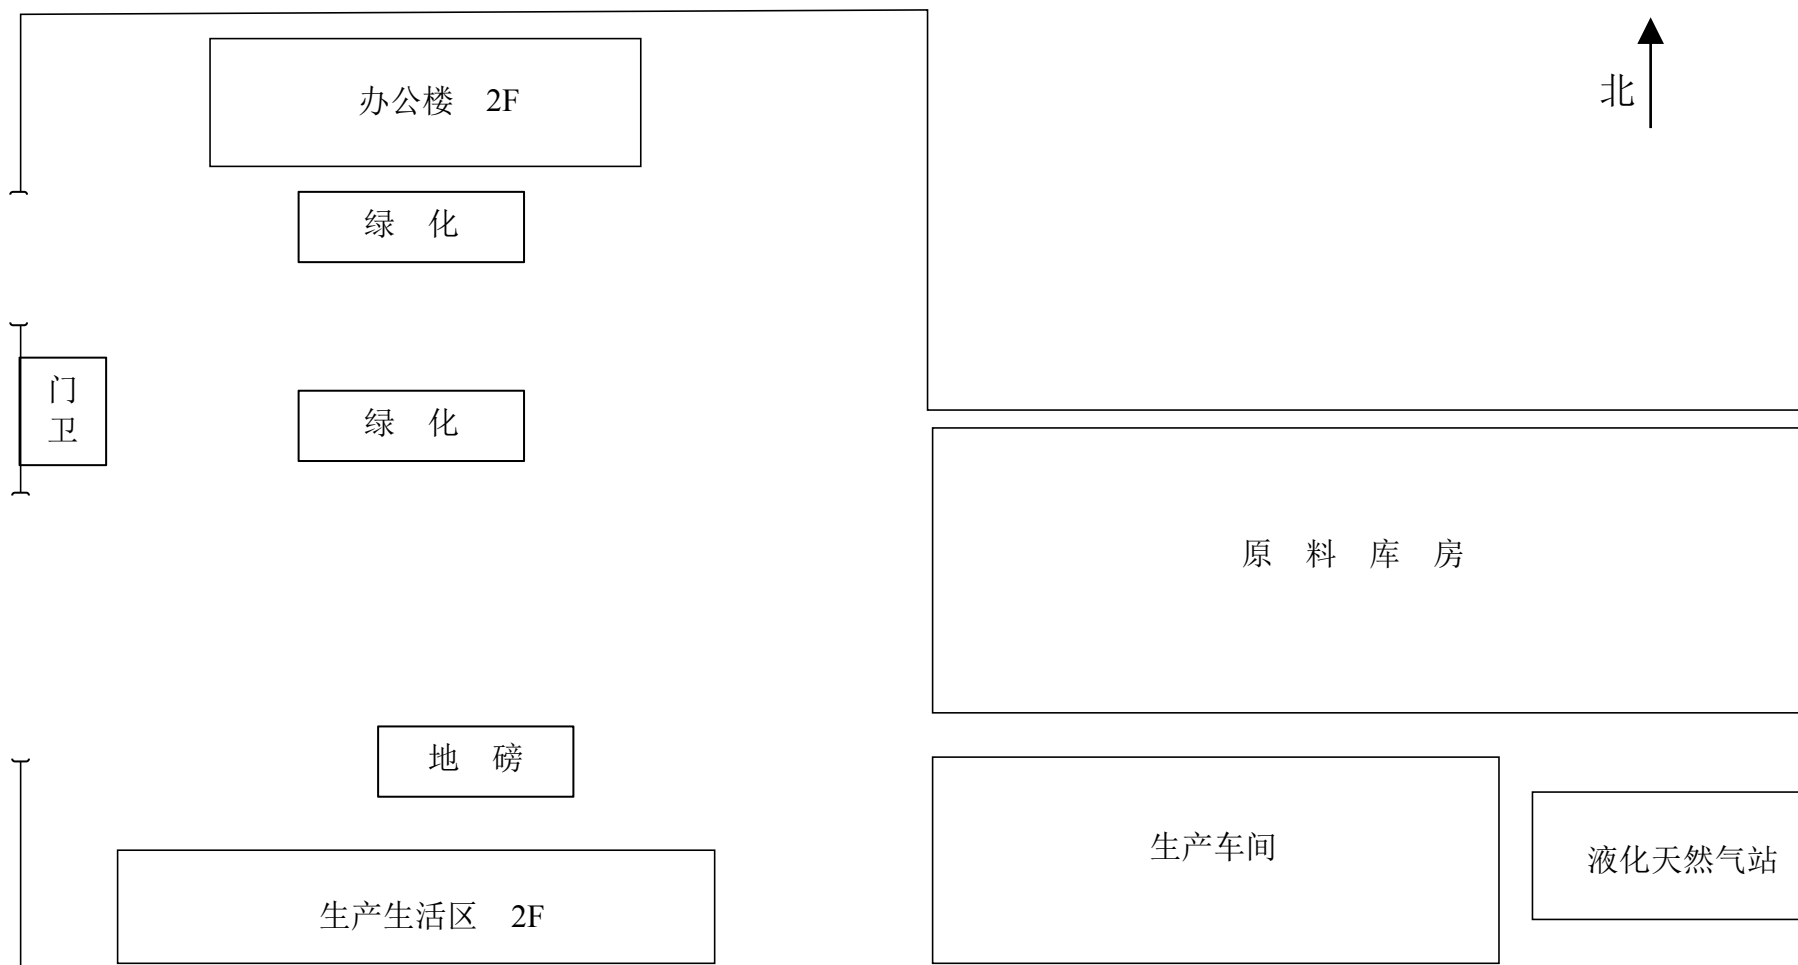 办公楼 2F
北
绿 化
门
卫
绿 化
原 料 库 房
地 磅
生产车间
液化天然气站
生产生活区 2F